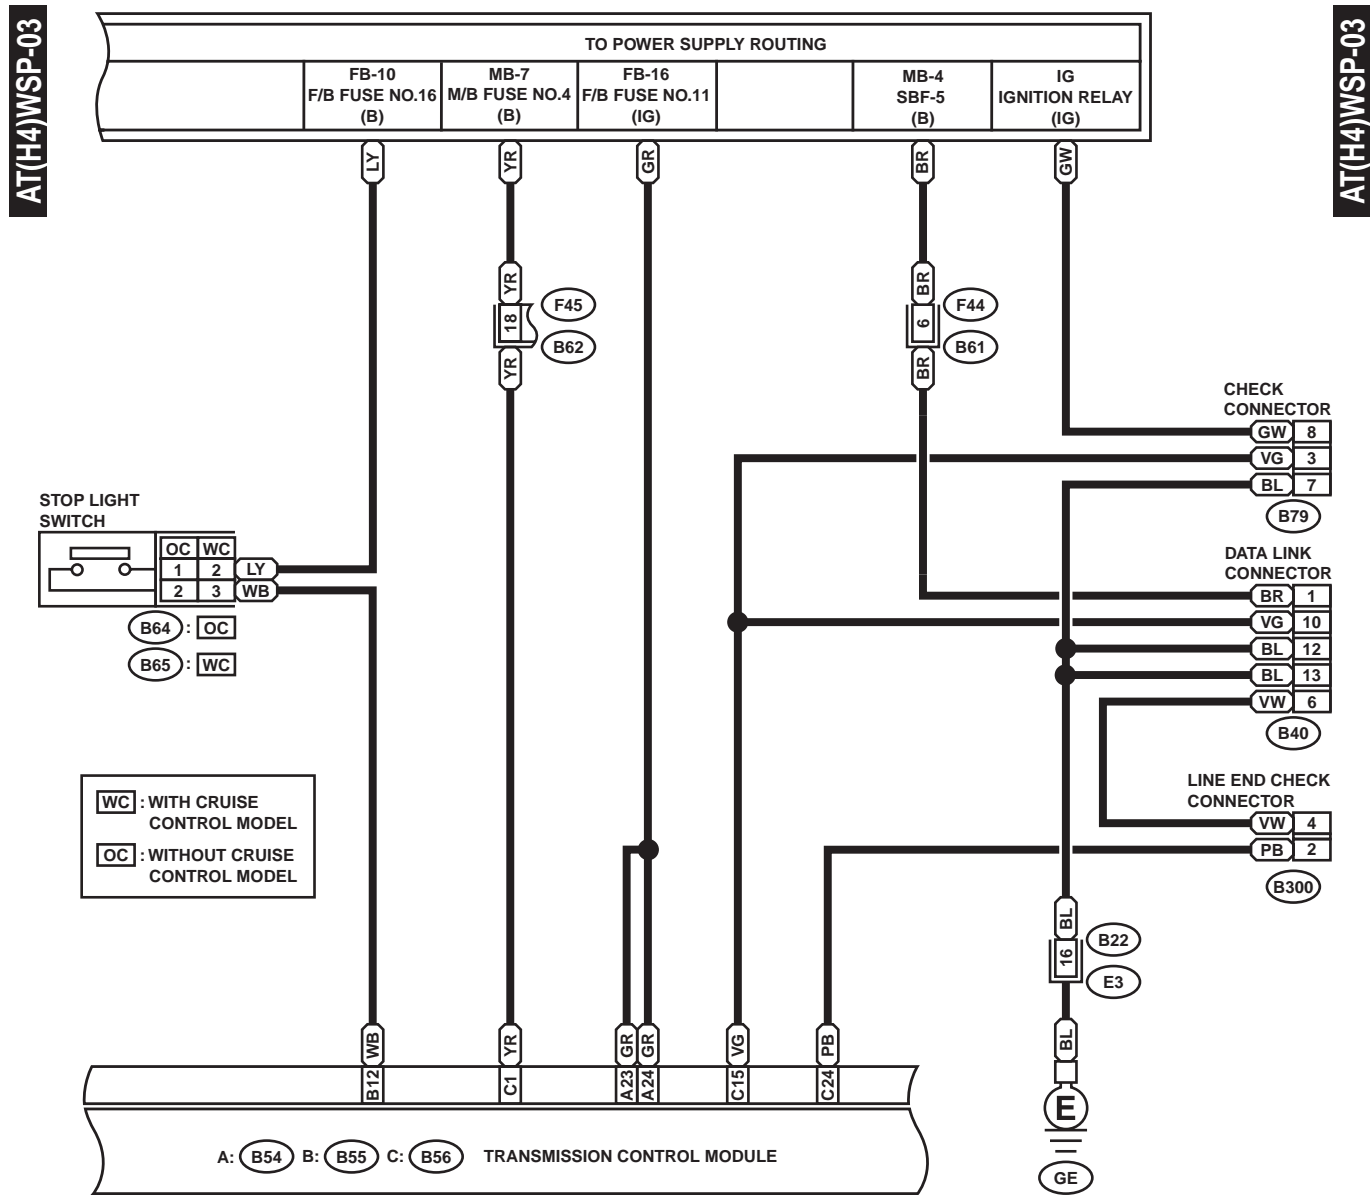 AT(H4)WSP-03
AT(H4)WSP-03
TO POWER SUPPLY ROUTING
FB-10
F/B FUSE NO.16
(B)
MB-7
M/B FUSE NO.4
(B)
FB-16
F/B FUSE NO.11
(IG)
MB-4
SBF-5
(B)
IG
IGNITION RELAY
(IG)
LY
YR
GR
BR
GW
YR
18
YR
F45
B62
BR
6
BR
F44
B61
CHECK
CONNECTOR
GW 8
VG 3
BL 7
B79
STOP LIGHT
SWITCH
OC WC
1 2 LY
2 3 WB
B64 : OC
B65 : WC
DATA LINK
CONNECTOR
BR 1
VG 10
BL 12
BL 13
VW 6
B40
WC : WITH CRUISE
CONTROL MODEL
OC : WITHOUT CRUISE
CONTROL MODEL
LINE END CHECK
CONNECTOR
VW 4
PB 2
B300
BL
16
B22
E3
BL
E
GE
WB
YR
GR
GR
VG
PB
B12
C1
A23
A24
C15
C24
A: B54 B: B55 C: B56 TRANSMISSION CONTROL MODULE